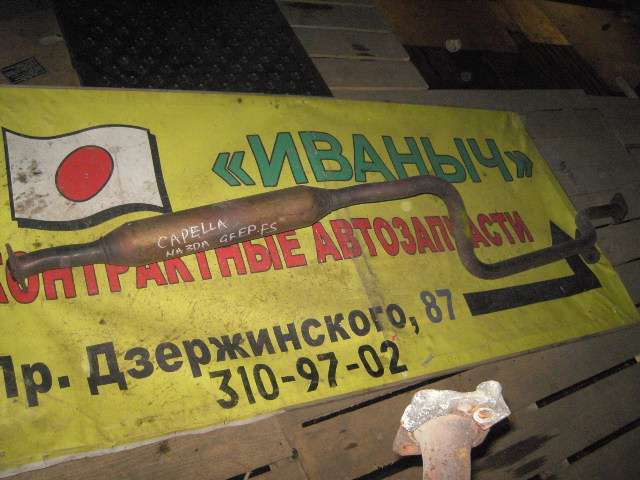 «ИВАНЫЧ»
CAPELLA
MAZDA GFEP.FS
КОНТРАКТНЫЕ АВТОЗАПЧАСТИ
Пр. Дзержинского, 87
310-97-02